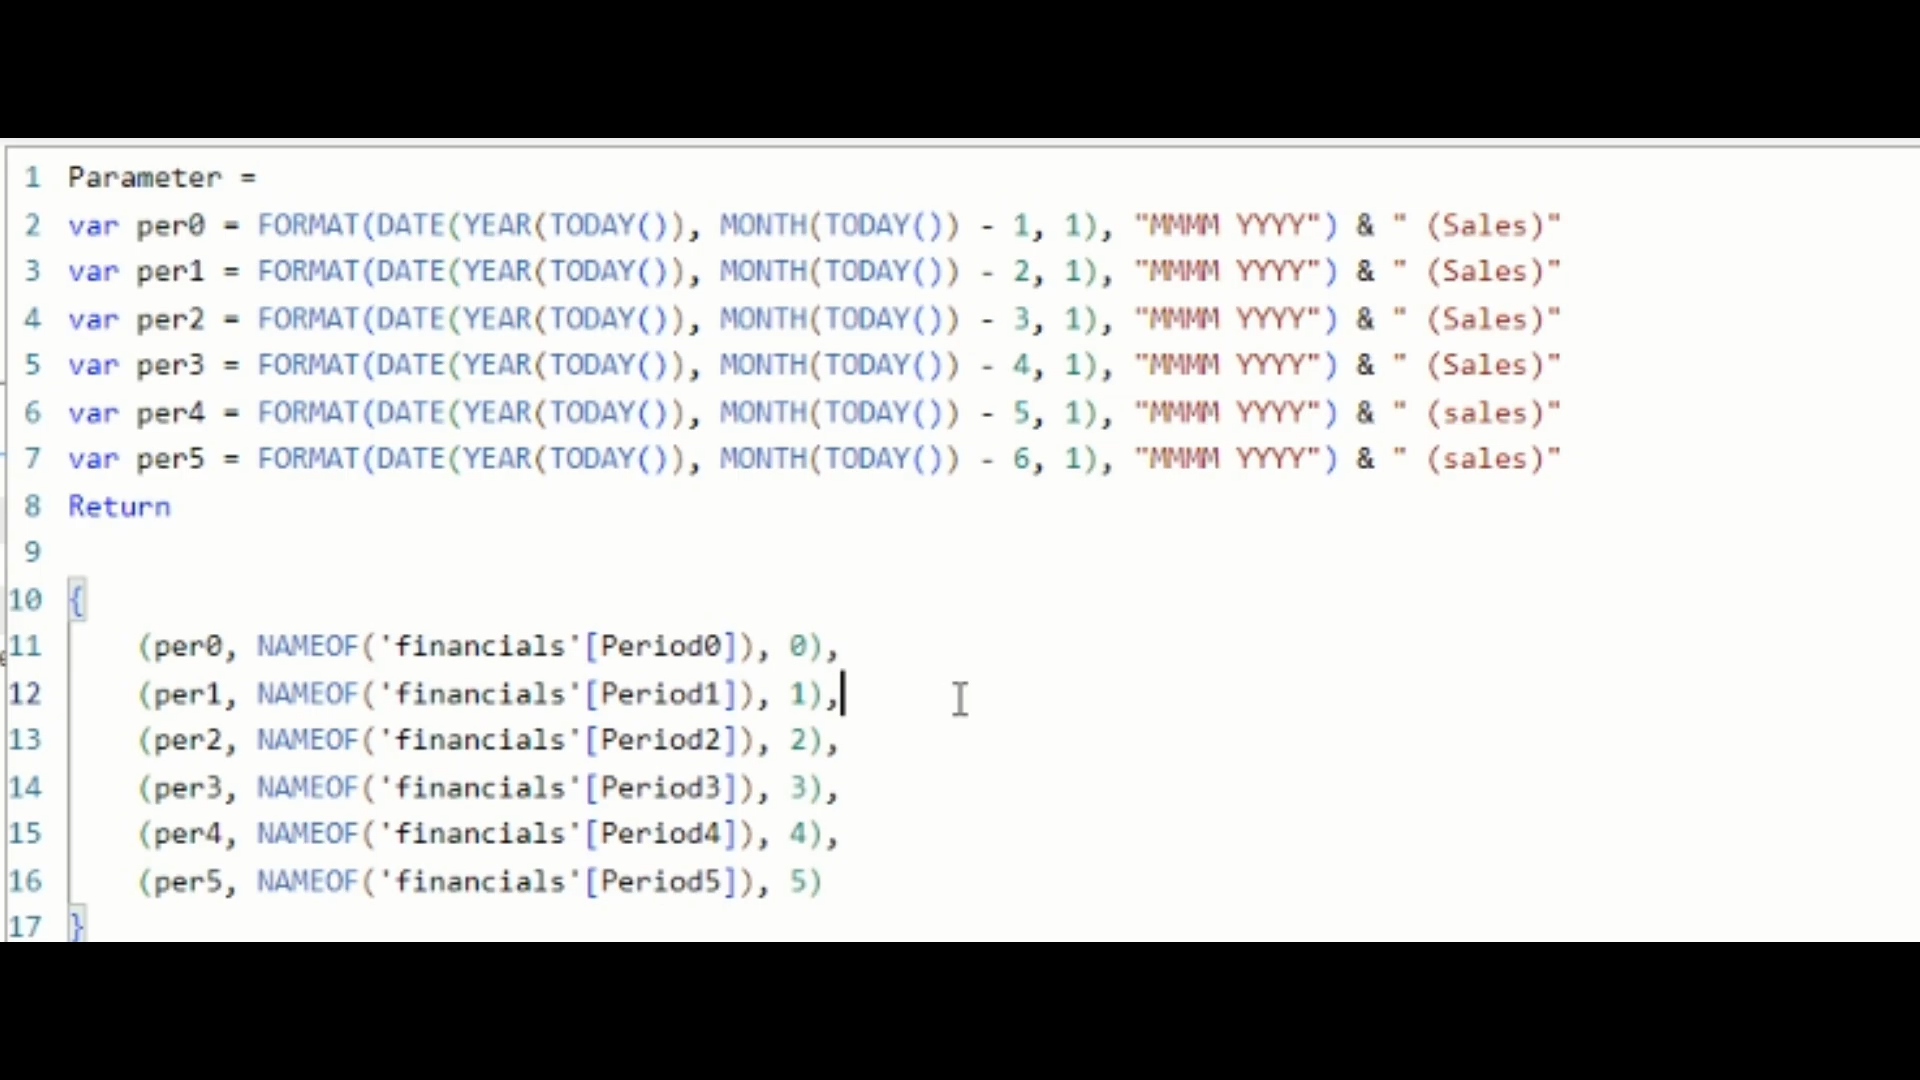 1 Parameter =
2 var per0 = FORMAT(DATE(YEAR(TODAY()), MONTH(TODAY()) - 1, 1), "MMMM YYYY") & " (Sales)"
3 var per1 = FORMAT(DATE(YEAR(TODAY()), MONTH(TODAY()) - 2, 1), "MMMM YYYY") & " (Sales)"
4 var per2 = FORMAT(DATE(YEAR(TODAY()), MONTH(TODAY()) - 3, 1), "MMMM YYYY") & " (Sales)"
5 var per3 = FORMAT(DATE(YEAR(TODAY()), MONTH(TODAY()) - 4, 1), "MMMM YYYY") & " (Sales)"
6 var per4 = FORMAT(DATE(YEAR(TODAY()), MONTH(TODAY()) - 5, 1), "MMMM YYYY") & " (sales)"
7 var per5 = FORMAT(DATE(YEAR(TODAY()), MONTH(TODAY()) - 6, 1), "MMMM YYYY") & " (sales)"
8 Return
9
10 {
11 (per0, NAMEOF('financials'[Period0]), 0),
12 (per1, NAMEOF('financials'[Period1]), 1),
13 (per2, NAMEOF('financials'[Period2]), 2),
14 (per3, NAMEOF('financials'[Period3]), 3),
15 (per4, NAMEOF('financials'[Period4]), 4),
16 (per5, NAMEOF('financials'[Period5]), 5)
17 }